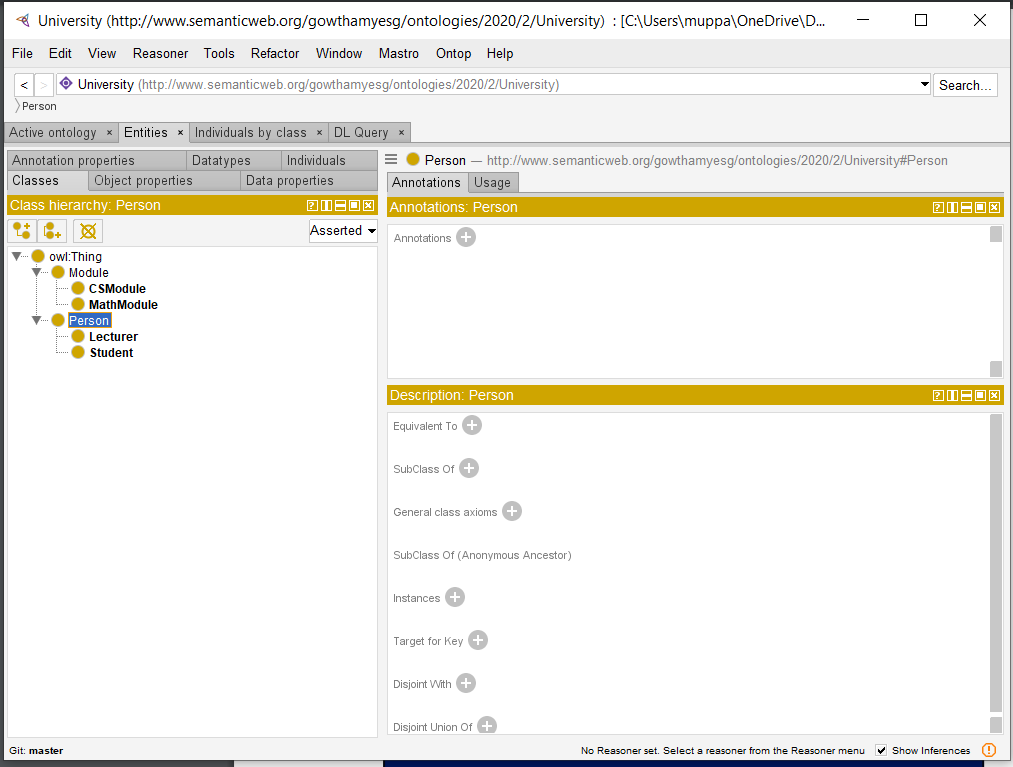 University (http://www.semanticweb.org/gowthamyesg/ontologies/2020/2/University) : [C:\Users\muppa\OneDrive\D...
File Edit View Reasoner Tools Refactor Window Mastro Ontop Help
< > University (http://www.semanticweb.org/gowthamyesg/ontologies/2020/2/University) Search...
Person
Active ontology × Entities × Individuals by class × DL Query ×
Annotation properties Datatypes Individuals
Classes Object properties Data properties
Class hierarchy: Person
Asserted
owl:Thing
Module
CSModule
MathModule
Person
Lecturer
Student
Person — http://www.semanticweb.org/gowthamyesg/ontologies/2020/2/University#Person
Annotations Usage
Annotations: Person
Annotations
Description: Person
Equivalent To
SubClass Of
General class axioms
SubClass Of (Anonymous Ancestor)
Instances
Target for Key
Disjoint With
Disjoint Union Of
Git: master
No Reasoner set. Select a reasoner from the Reasoner menu Show Inferences